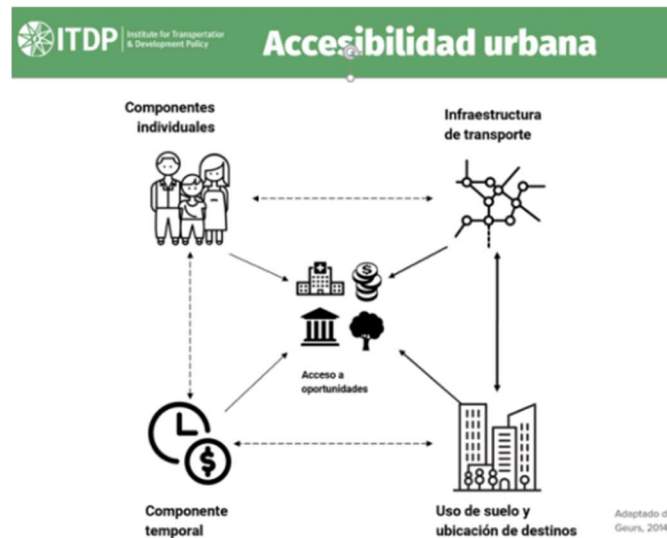 ITDP
Institute for Transportation
& Development Policy
Accesibilidad urbana
Componentes
individuales
Infraestructura
de transporte
Acceso a
oportunidades
Componente
temporal
Uso de suelo y
ubicación de destinos
Adaptado d
Geurs, 2014